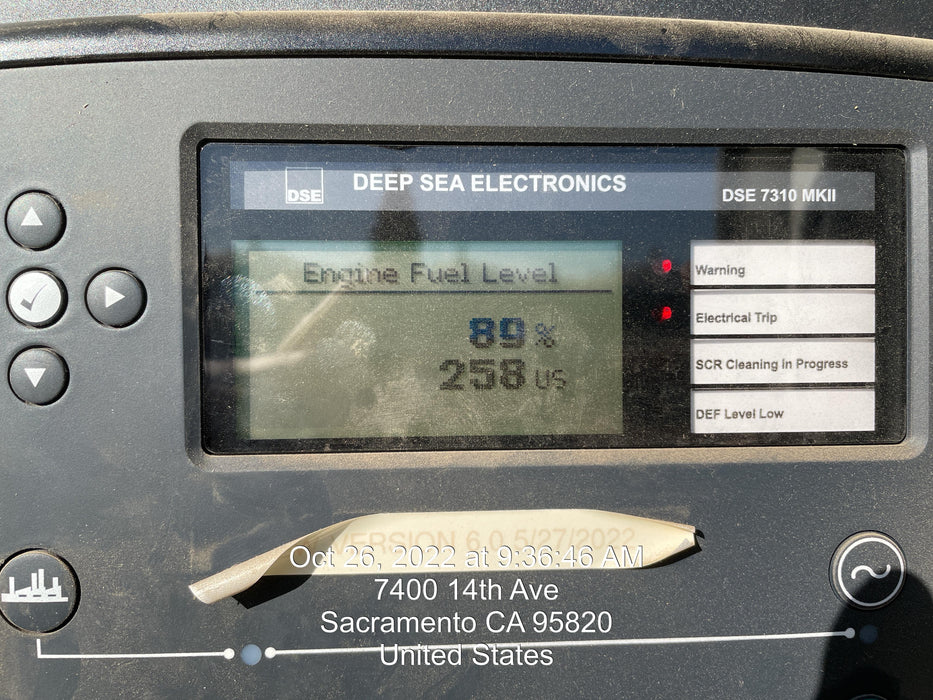 DSE
DEEP SEA ELECTRONICS
DSE 7310 MKII
Engine Fuel Level
89 %
258 US
Warning
Electrical Trip
SCR Cleaning In Progress
DEF Level Low
VERSION 6.0 5/27/2022
Oct 26, 2022 at 9:36:46 AM
7400 14th Ave
Sacramento CA 95820
United States